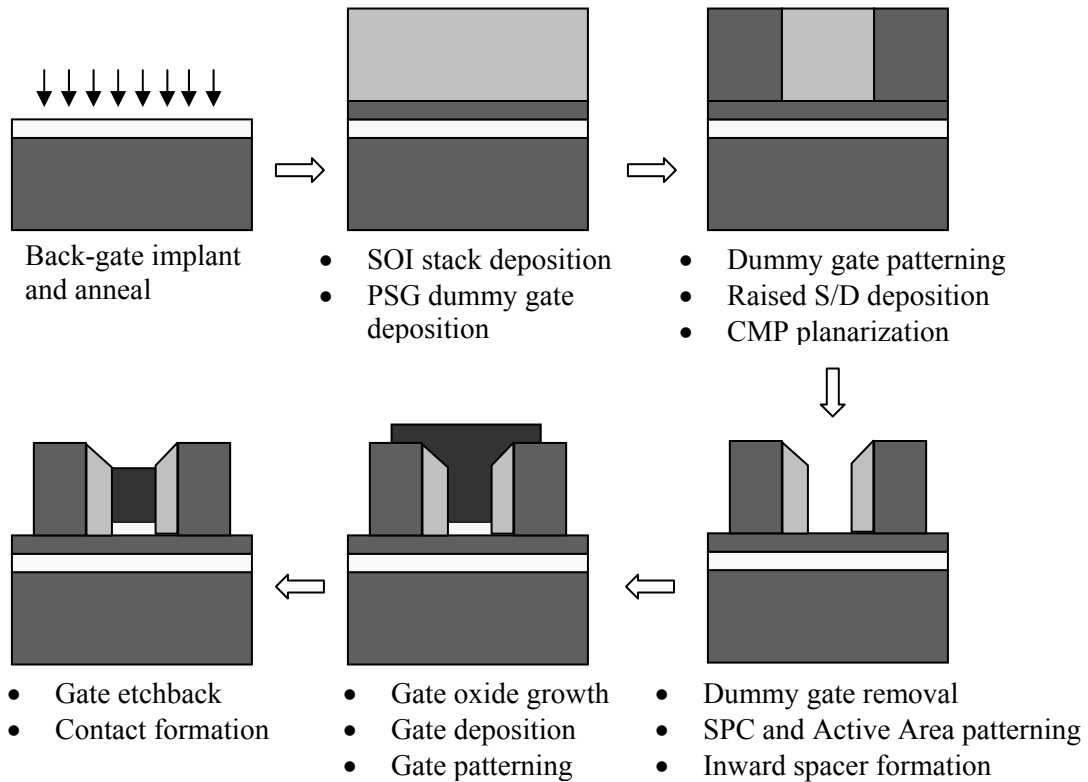 Back-gate implant
and anneal
• SOI stack deposition
• PSG dummy gate
deposition
• Dummy gate patterning
• Raised S/D deposition
• CMP planarization
• Gate etchback
• Contact formation
• Gate oxide growth
• Gate deposition
• Gate patterning
• Dummy gate removal
• SPC and Active Area patterning
• Inward spacer formation